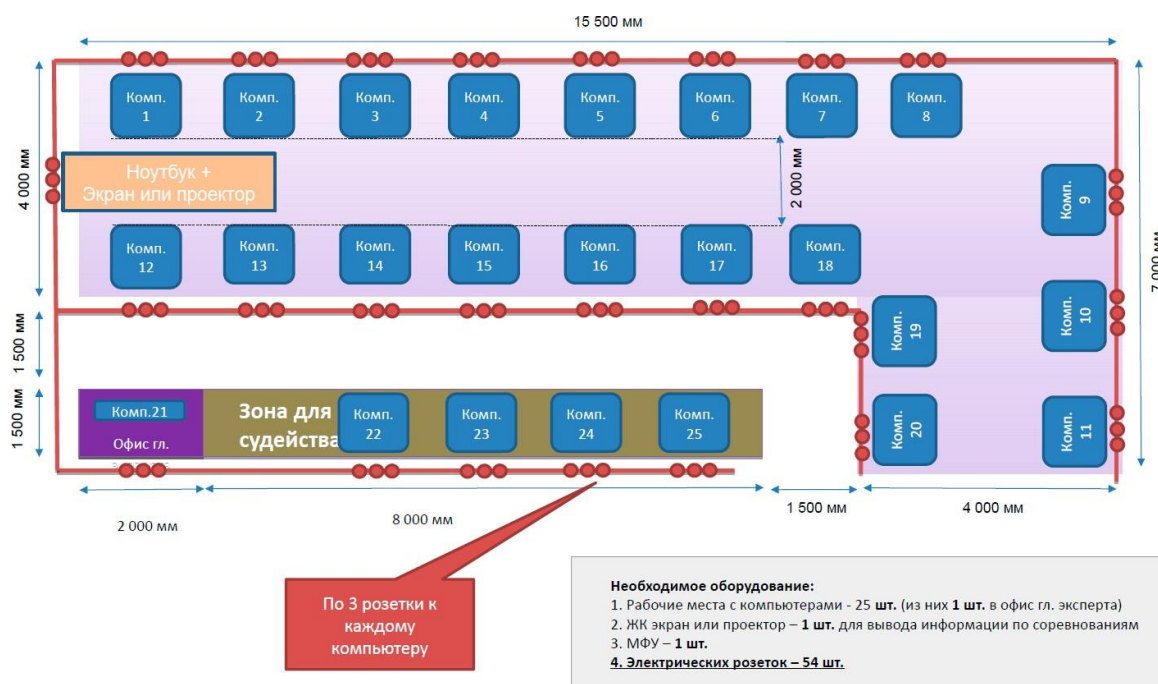 15 500 мм
Комп.
1
Комп.
2
Комп.
3
Комп.
4
Комп.
5
Комп.
6
Комп.
7
Комп.
8
4 000 мм
Ноутбук +
Экран или проектор
2 000 мм
Комп.
9
7 000 мм
Комп.
12
Комп.
13
Комп.
14
Комп.
15
Комп.
16
Комп.
17
Комп.
18
Комп.
10
Комп.
19
1 500 мм
1 500 мм
Комп.21
Офис гл.
Зона для
судейства
Комп.
22
Комп.
23
Комп.
24
Комп.
25
Комп.
20
Комп.
11
2 000 мм
8 000 мм
1 500 мм
4 000 мм
По 3 розетки к
каждому
компьютеру
Необходимое оборудование:
1. Рабочие места с компьютерами - 25 шт. (из них 1 шт. в офис гл. эксперта)
2. ЖК экран или проектор – 1 шт. для вывода информации по соревнованиям
3. МФУ – 1 шт.
4. Электрических розеток – 54 шт.